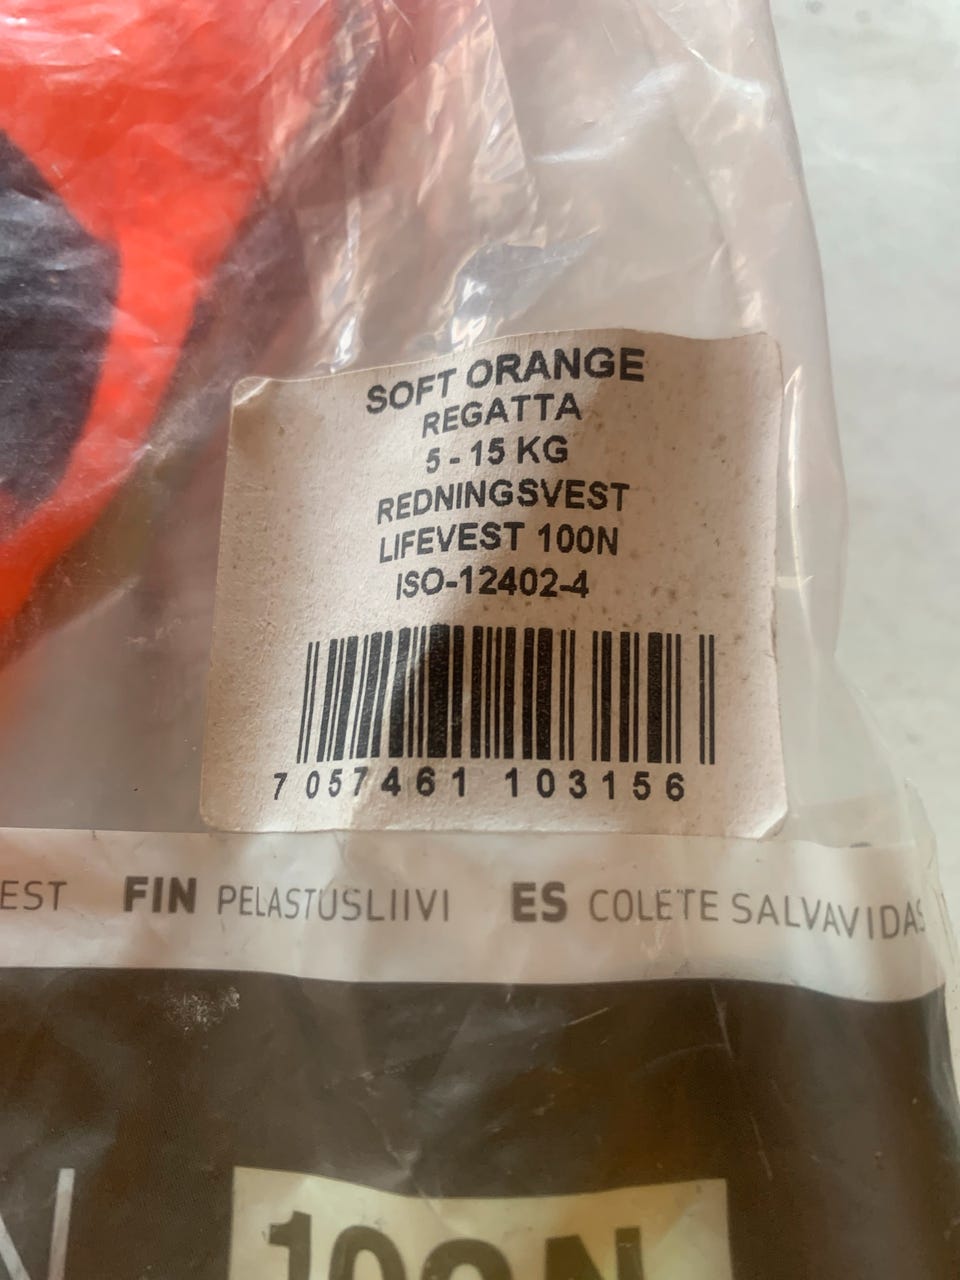 SOFT ORANGE
REGATTA
5 - 15 KG
REDNINGSVEST
LIFEVEST 100N
ISO-12402-4
7 057461 103156
EST FIN PELASTUSLIIVI ES COLETE SALVAVIDAS
N
100N